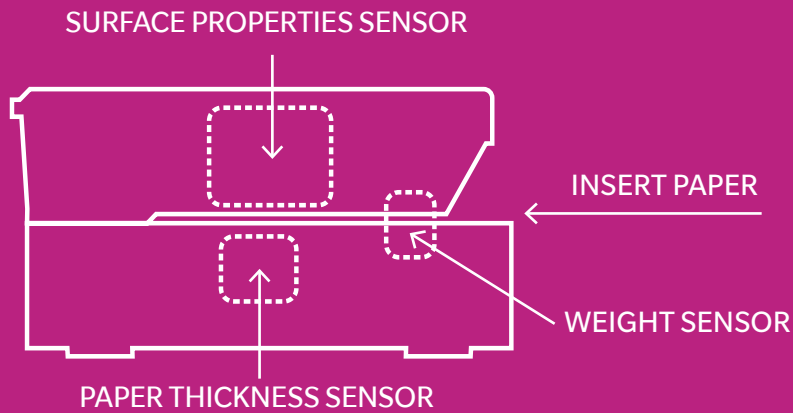 SURFACE PROPERTIES SENSOR
INSERT PAPER
WEIGHT SENSOR
PAPER THICKNESS SENSOR